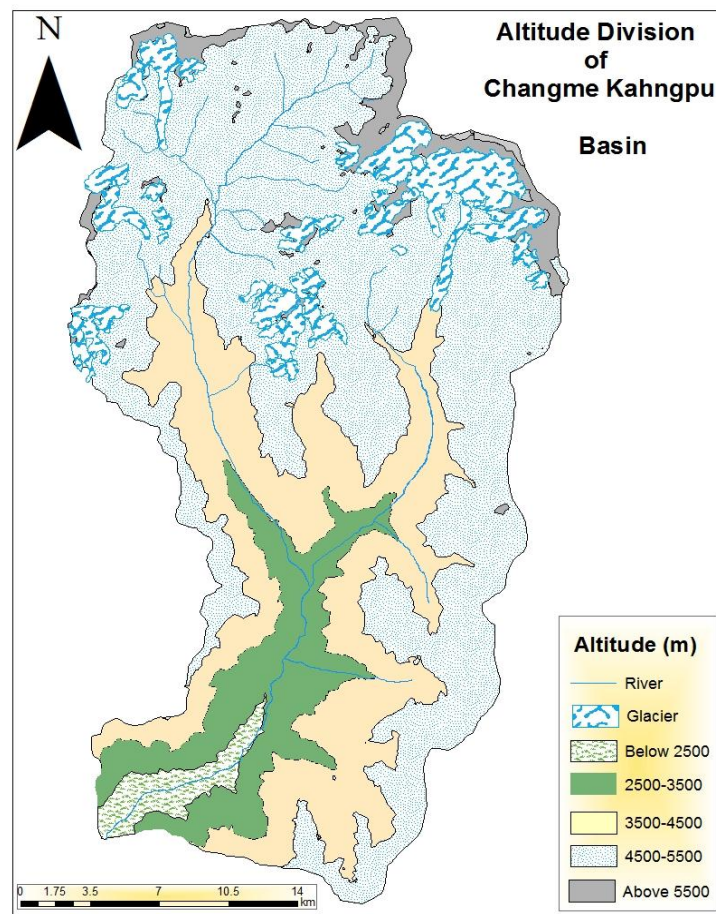 N
Altitude Division
of
Changme Kahngpu
Basin
Altitude (m)
River
Glacier
Below 2500
2500-3500
3500-4500
4500-5500
Above 5500
0 1.75 3.5 7 10.5 14
km